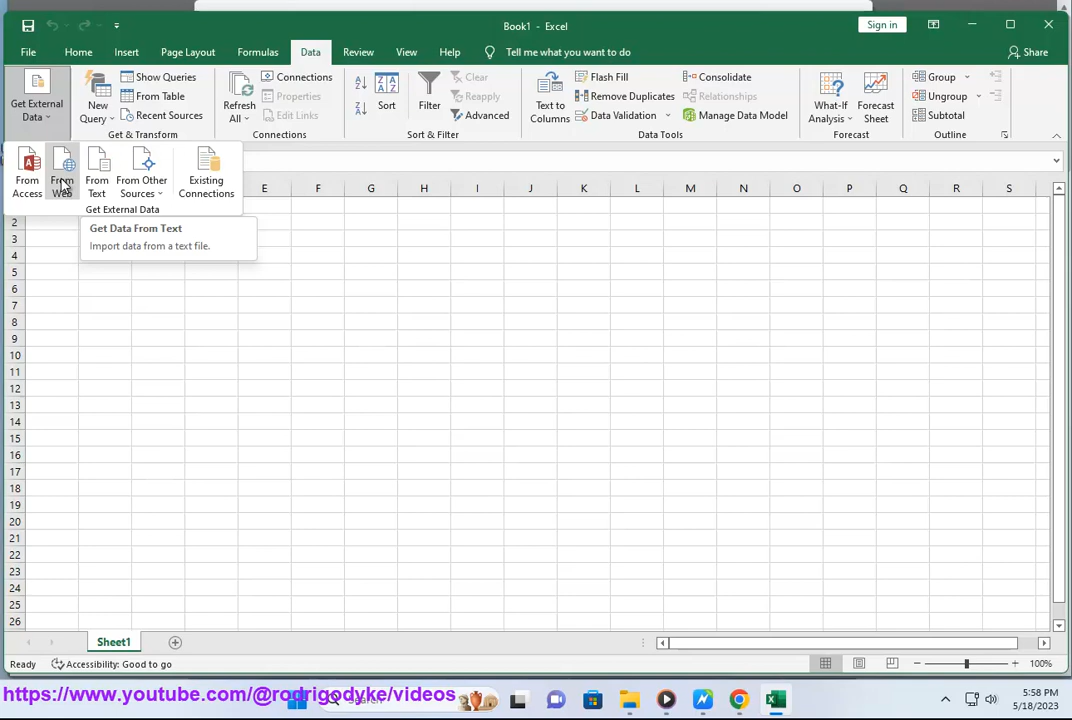 Book1 - Excel
Sign in
File Home Insert Page Layout Formulas Data Review View Help Tell me what you want to do Share
Get External Data
New Query
Show Queries
From Table
Recent Sources
Get & Transform
Refresh All
Connections
Properties
Edit Links
Connections
Sort
Filter
Clear
Reapply
Advanced
Sort & Filter
Text to Columns
Flash Fill
Remove Duplicates
Data Validation
Consolidate
Relationships
Manage Data Model
Data Tools
What-If Analysis
Forecast Sheet
Forecast
Group
Ungroup
Subtotal
Outline
From Access
From Web
From Text
From Other Sources
Existing Connections
Get External Data
Get Data From Text
Import data from a text file.
E F G H I J K L M N O P Q R S
2
3
4
5
6
7
8
9
10
11
12
13
14
15
16
17
18
19
20
21
22
23
24
25
26
Sheet1
Ready Accessibility: Good to go 100%
https://www.youtube.com/@rodrigodyke/videos
5:58 PM
5/18/2023